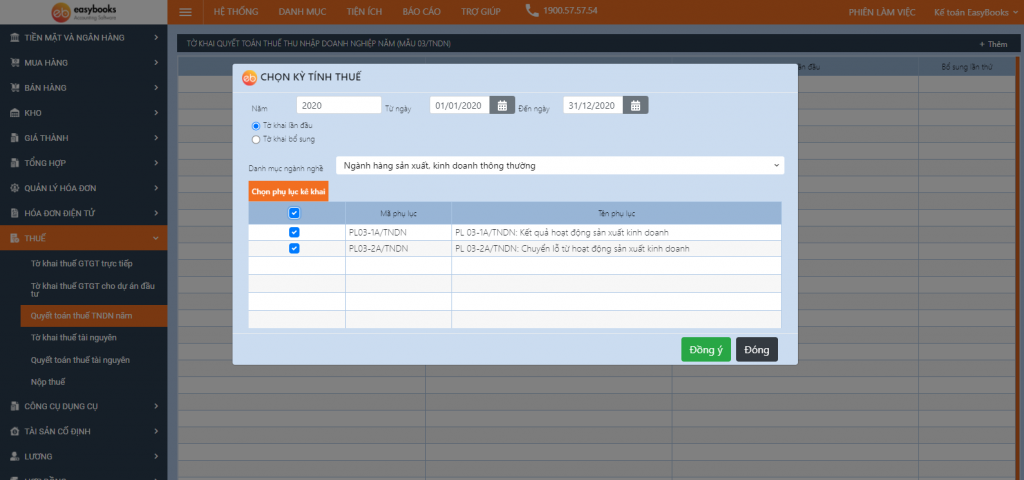 easybooks
Accounting Software
HỆ THỐNG DANH MỤC TIỆN ÍCH BÁO CÁO TRỢ GIÚP 1900.57.57.54 PHIÊN LÀM VIỆC Kế toán EasyBooks
TIỀN MẶT VÀ NGÂN HÀNG
MUA HÀNG
BÁN HÀNG
KHO
GIÁ THÀNH
TỔNG HỢP
QUẢN LÝ HÓA ĐƠN
HÓA ĐƠN ĐIỆN TỬ
THUẾ
Tờ khai thuế GTGT trực tiếp
Tờ khai thuế GTGT cho dự án đầu
tư
Quyết toán thuế TNDN năm
Tờ khai thuế tài nguyên
Quyết toán thuế tài nguyên
Nộp thuế
CÔNG CỤ DỤNG CỤ
TÀI SẢN CỐ ĐỊNH
LƯƠNG
TỜ KHAI QUYẾT TOÁN THUẾ THU NHẬP DOANH NGHIỆP NĂM (MẪU 03/TNDN) + Thêm
ần đầu Bổ sung lần thứ
eb CHỌN KỲ TÍNH THUẾ
Năm 2020 Từ ngày 01/01/2020 Đến ngày 31/12/2020
Tờ khai lần đầu
Tờ khai bổ sung
Danh mục ngành nghề Ngành hàng sản xuất, kinh doanh thông thường
Chọn phụ lục kê khai
Mã phụ lục Tên phụ lục
PL03-1A/TNDN PL 03-1A/TNDN: Kết quả hoạt động sản xuất kinh doanh
PL03-2A/TNDN PL 03-2A/TNDN: Chuyển lỗ từ hoạt động sản xuất kinh doanh
Đồng ý Đóng